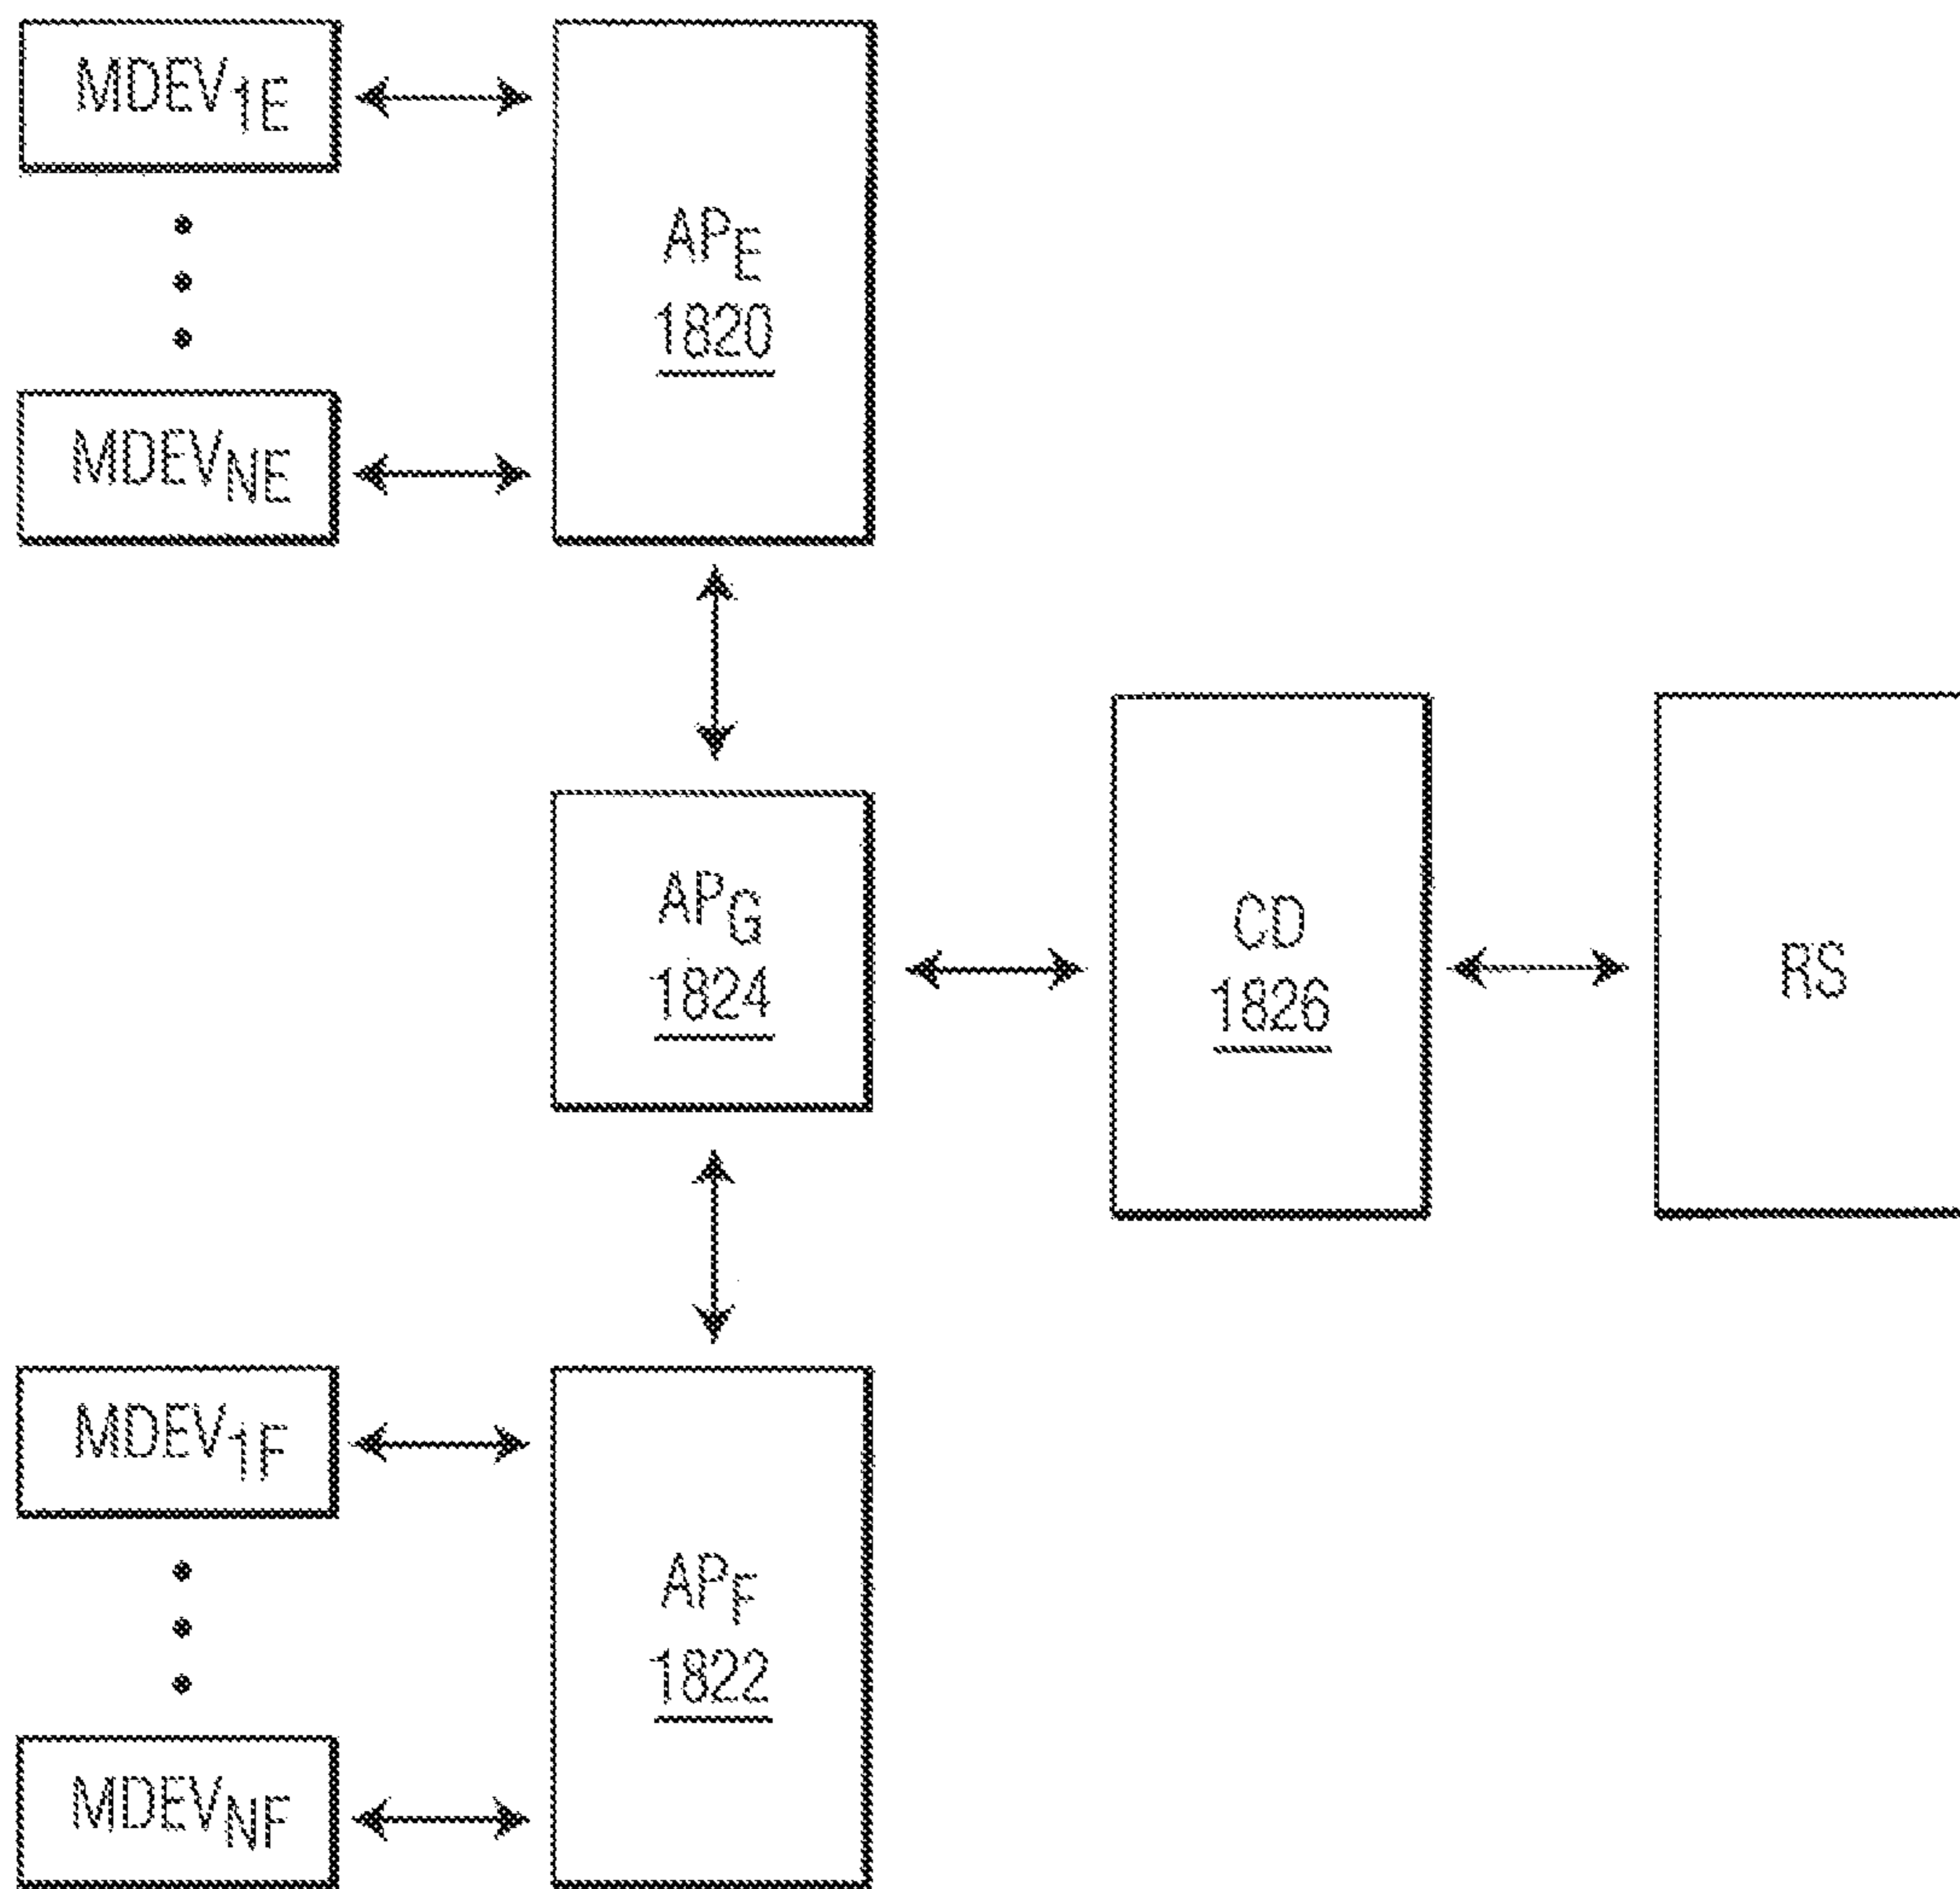 MDEV1E
APE
1820
MDEVNE
APG
1824
CD
1826
RS
MDEV1F
APF
1822
MDEVNF